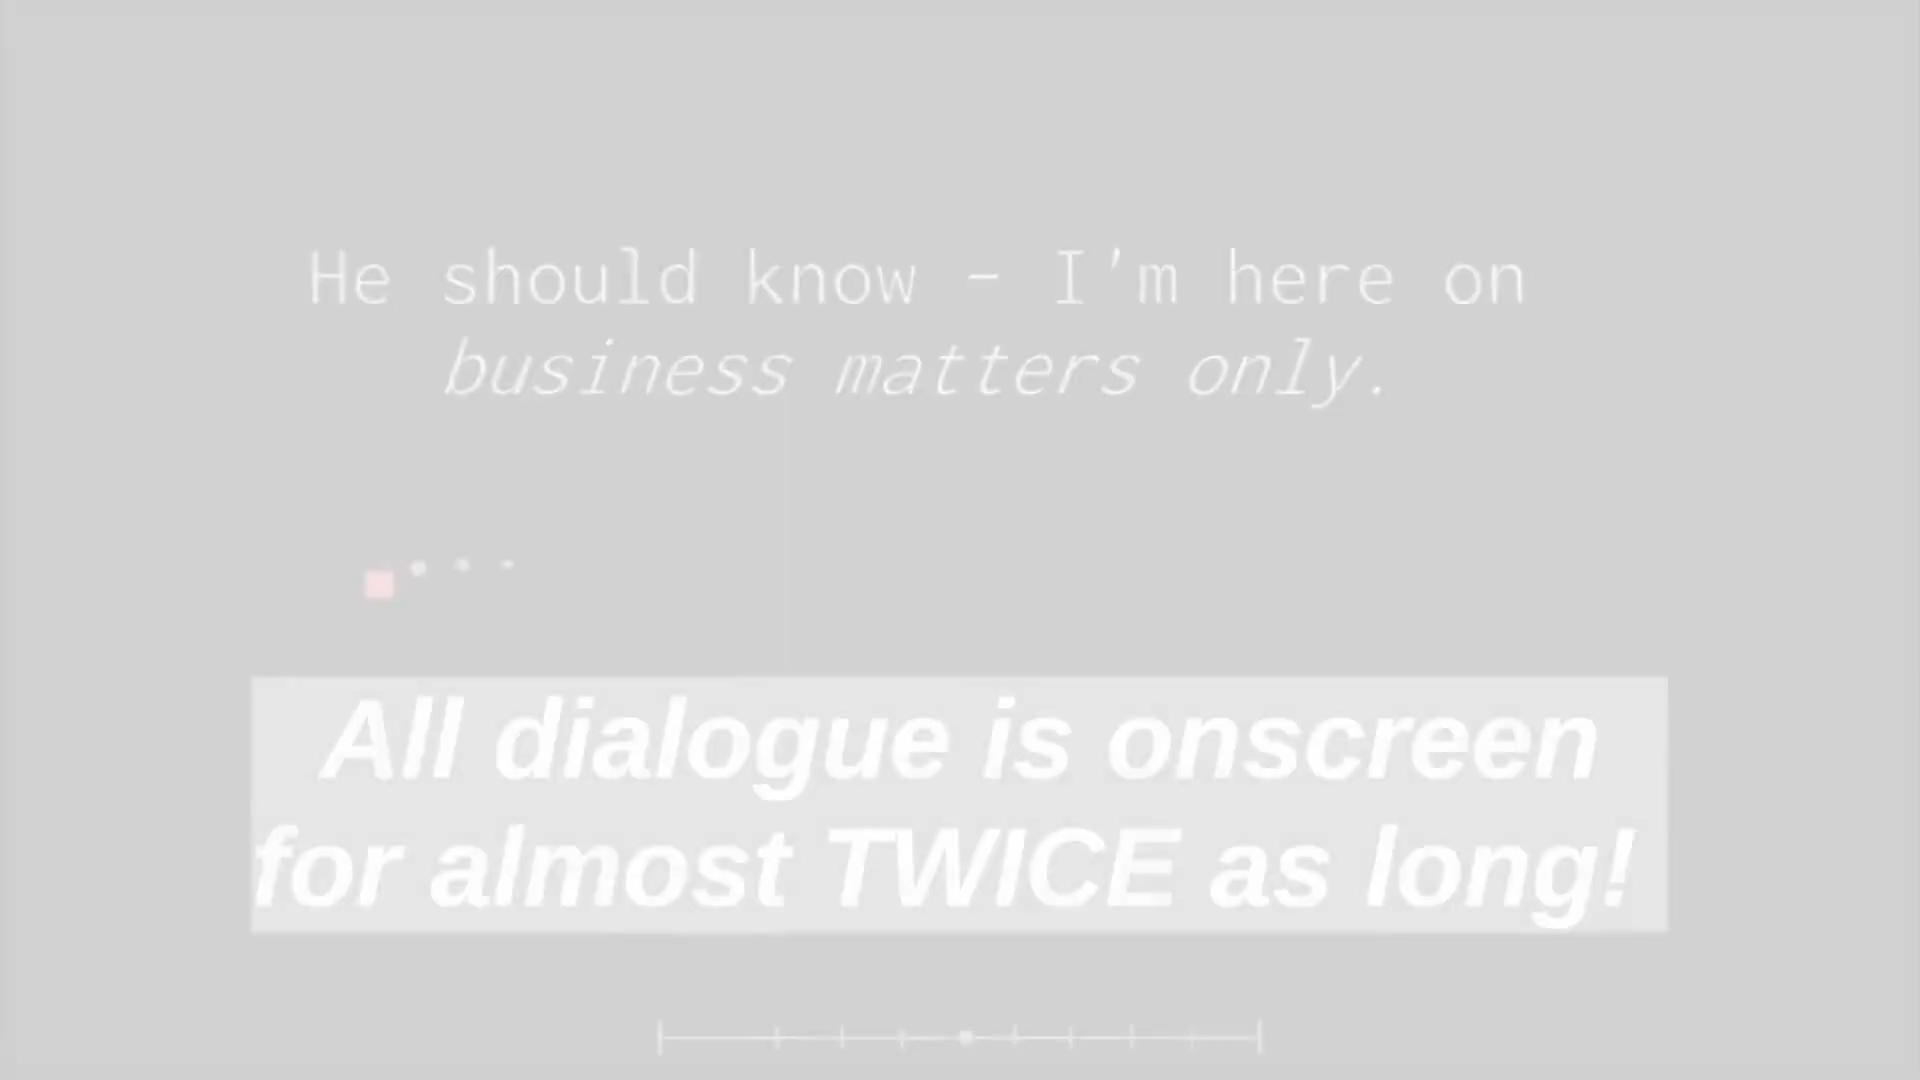 He should know - I'm here on
business matters only.
All dialogue is onscreen
for almost TWICE as long!